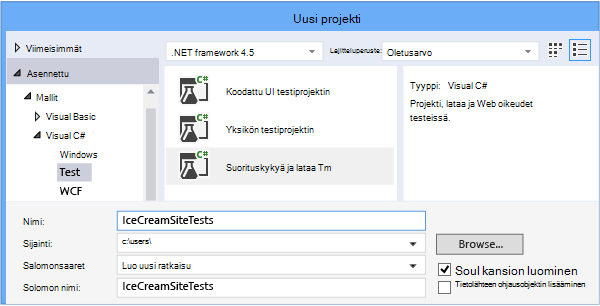 Uusi projekti
Viimeisimmät
.NET framework 4.5
Lajitteluperuste:
Oletusarvo
Asennettu
Mallit
Visual Basic
Visual C#
Windows
Test
WCF
C#
Koodattu UI testiprojektin
C#
Yksikön testiprojektin
C#
Suorituskykyä ja lataa Tm
Tyyppi: Visual C#
Projekti, lataa ja Web oikeudet
testeissä.
Nimi:
IceCreamSiteTests
Sijainti:
c:\users\
Browse...
Salomonsaaret
Luo uusi ratkaisu
Soul kansion luominen
Solomon nimi:
IceCreamSiteTests
Tietolähteen ohjausobjektin lisääminen